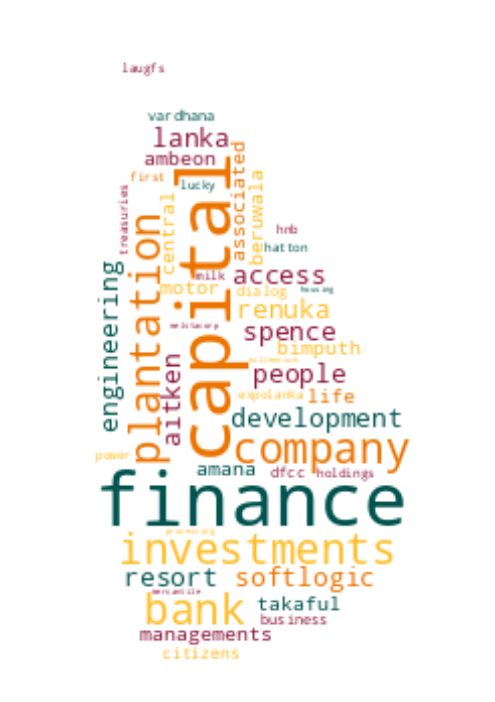 laugfs
vardhana
lanka
ambeon
first
lucky
treasuries
central
associated
beruwala
capital
plantation
hnb
hatton
milk
access
motor
dialog
housing
renuka
engineering
spence
bimputh
aitken
people
expolanka
life
development
company
power
amana
dfcc
holdings
finance
investments
resort
softlogic
mercantile
bank
takaful
business
managements
citizens